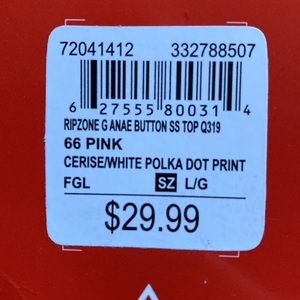 72041412 332788507
6 27555 80031 4
RIPZONE G ANAE BUTTON SS TOP Q319
66 PINK
CERISE/WHITE POLKA DOT PRINT
FGL SZ L/G
$29.99